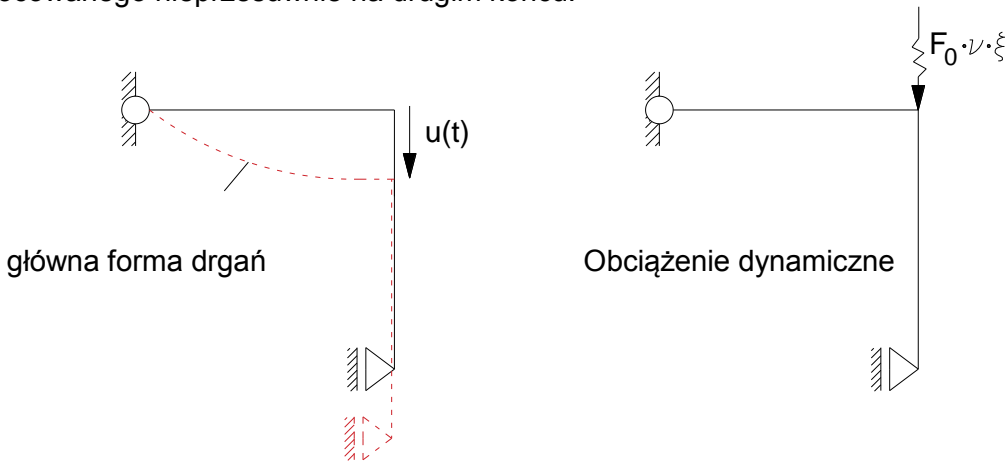 F₀·ν·ξ
u(t)
główna forma drgań
Obciążenie dynamiczne